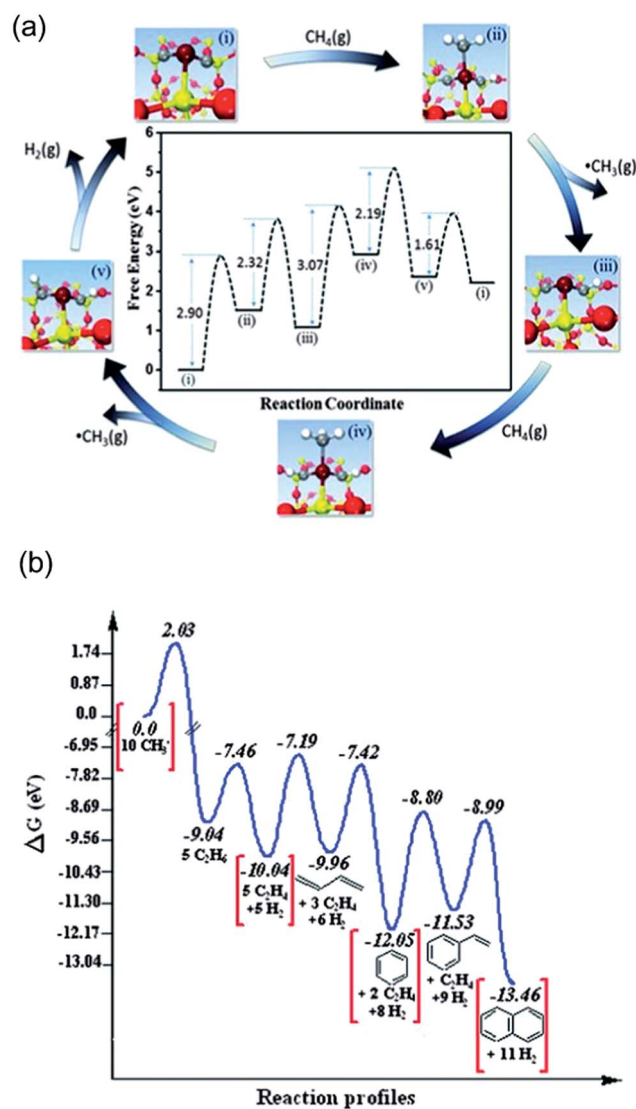 (a)
(i)
CH₄(g)
(ii)
H₂(g)
•CH₃(g)
(v)
(iii)
Free Energy (eV)
6
5
4
3
2
1
0
2.90
2.32
3.07
2.19
1.61
(i)
(ii)
(iii)
(iv)
(v)
(i)
Reaction Coordinate
•CH₃(g)
(iv)
CH₄(g)
(b)
ΔG (eV)
1.74
0.87
0.0
-6.95
-7.82
-8.69
-9.56
-10.43
-11.30
-12.17
-13.04
2.03
0.0
10 CH₃·
-9.04
5 C₂H₆
-7.46
-10.04
5 C₂H₄
+5 H₂
-7.19
-9.96
+ 3 C₂H₄
+6 H₂
-7.42
-12.05
+ 2 C₂H₄
+8 H₂
-8.80
-11.53
+ C₂H₄
+9 H₂
-8.99
-13.46
+ 11 H₂
Reaction profiles